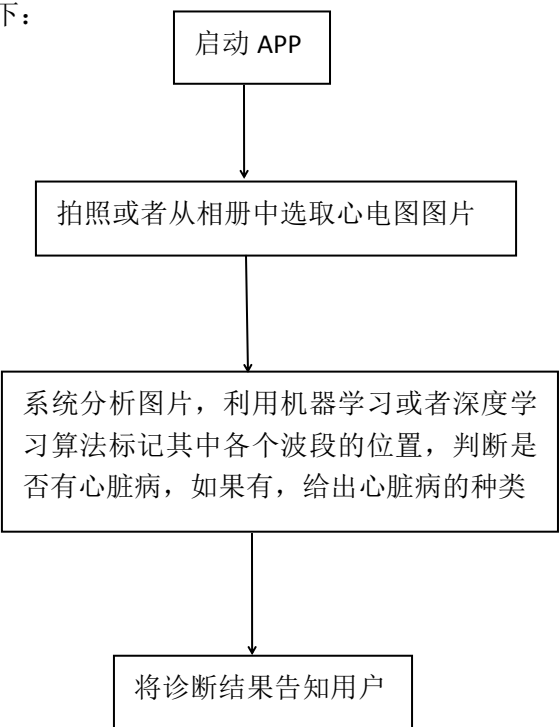 下：
启动 APP
拍照或者从相册中选取心电图图片
系统分析图片，利用机器学习或者深度学
习算法标记其中各个波段的位置，判断是
否有心脏病，如果有，给出心脏病的种类
将诊断结果告知用户